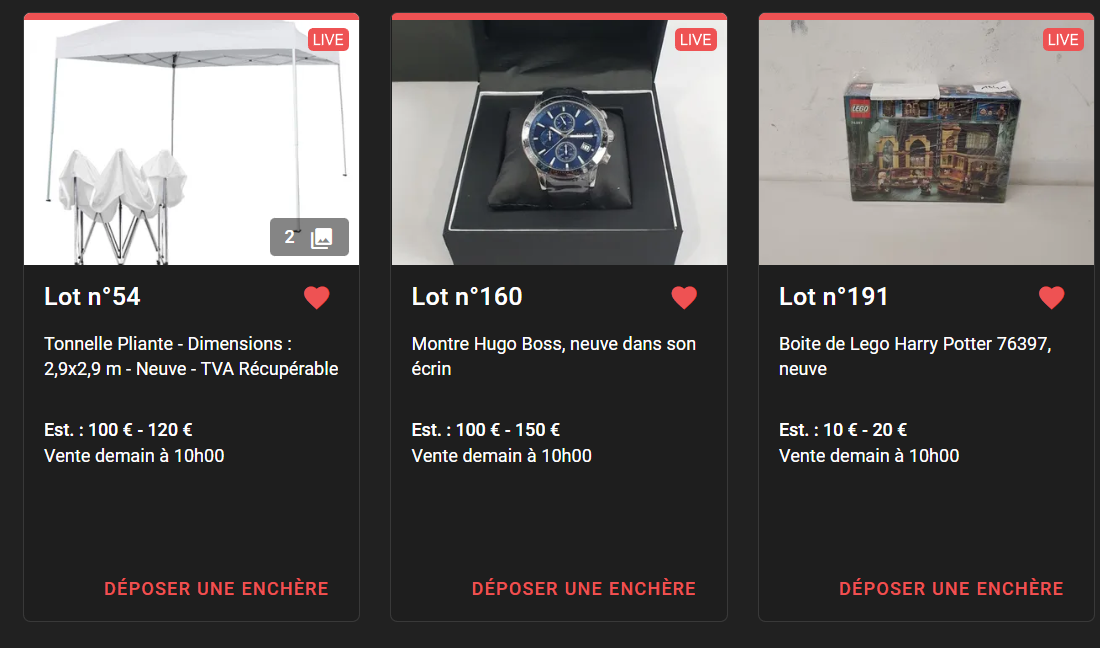 LIVE
2
Lot n°54
Tonnelle Pliante - Dimensions :
2,9x2,9 m - Neuve - TVA Récupérable
Est. : 100 € - 120 €
Vente demain à 10h00
DÉPOSER UNE ENCHÈRE
LIVE
Lot n°160
Montre Hugo Boss, neuve dans son
écrin
Est. : 100 € - 150 €
Vente demain à 10h00
DÉPOSER UNE ENCHÈRE
LIVE
LEGO
Lot n°191
Boite de Lego Harry Potter 76397,
neuve
Est. : 10 € - 20 €
Vente demain à 10h00
DÉPOSER UNE ENCHÈRE